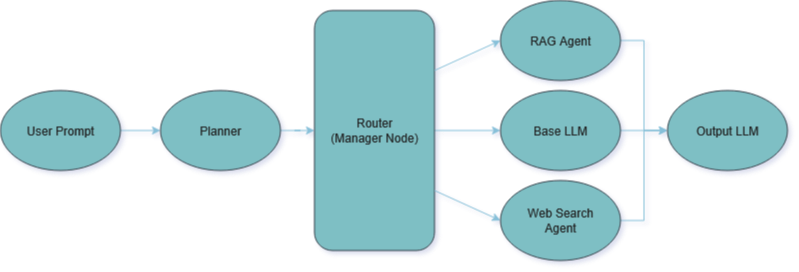 User Prompt
Planner
Router
(Manager Node)
RAG Agent
Base LLM
Web Search
Agent
Output LLM